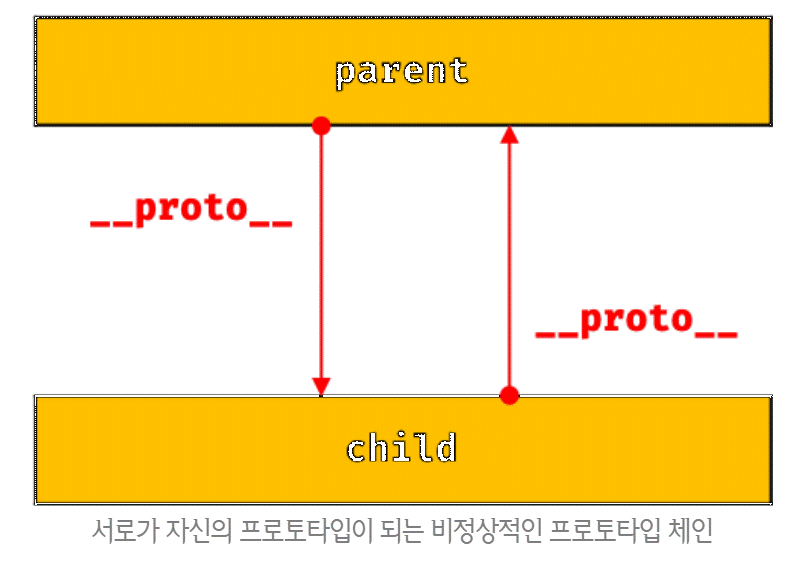 parent
__proto__
__proto__
child
서로가 자신의 프로토타입이 되는 비정상적인 프로토타입 체인